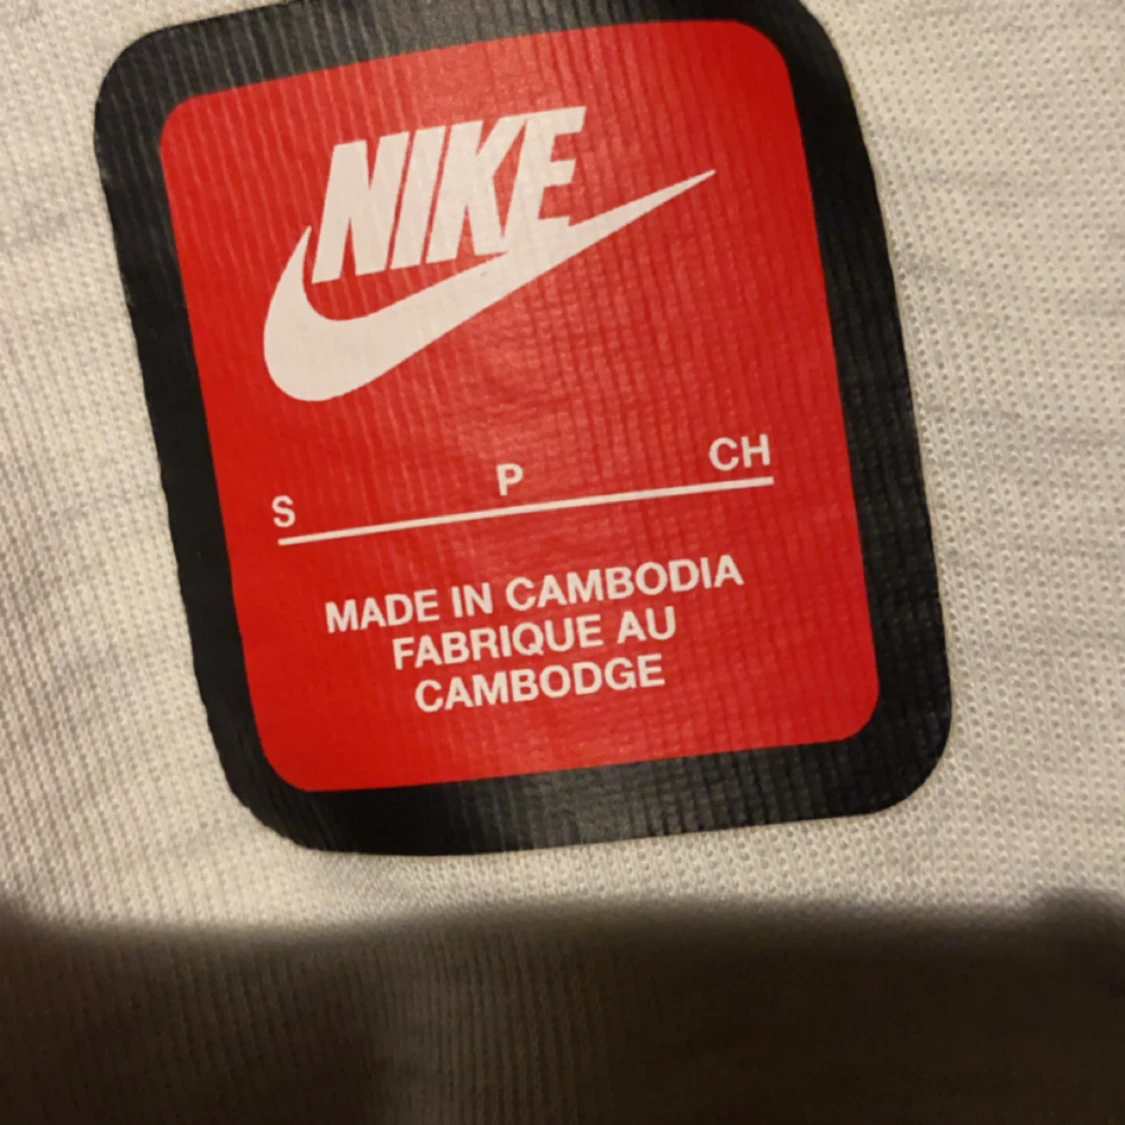 NIKE
S P CH
MADE IN CAMBODIA
FABRIQUE AU
CAMBODGE